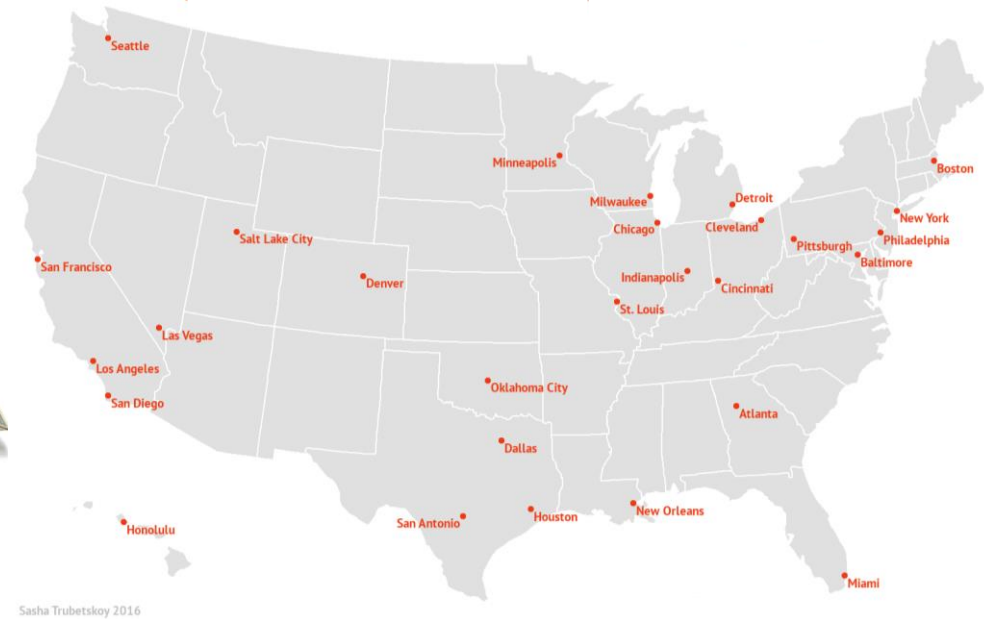 Seattle
Minneapolis
Boston
Milwaukee
Detroit
New York
Chicago
Cleveland
Salt Lake City
Pittsburgh
Philadelphia
San Francisco
Baltimore
Indianapolis
Denver
Cincinnati
St. Louis
Las Vegas
Los Angeles
Oklahoma City
San Diego
Atlanta
Dallas
New Orleans
Houston
San Antonio
Honolulu
Miami
Sasha Trubetskoy 2016